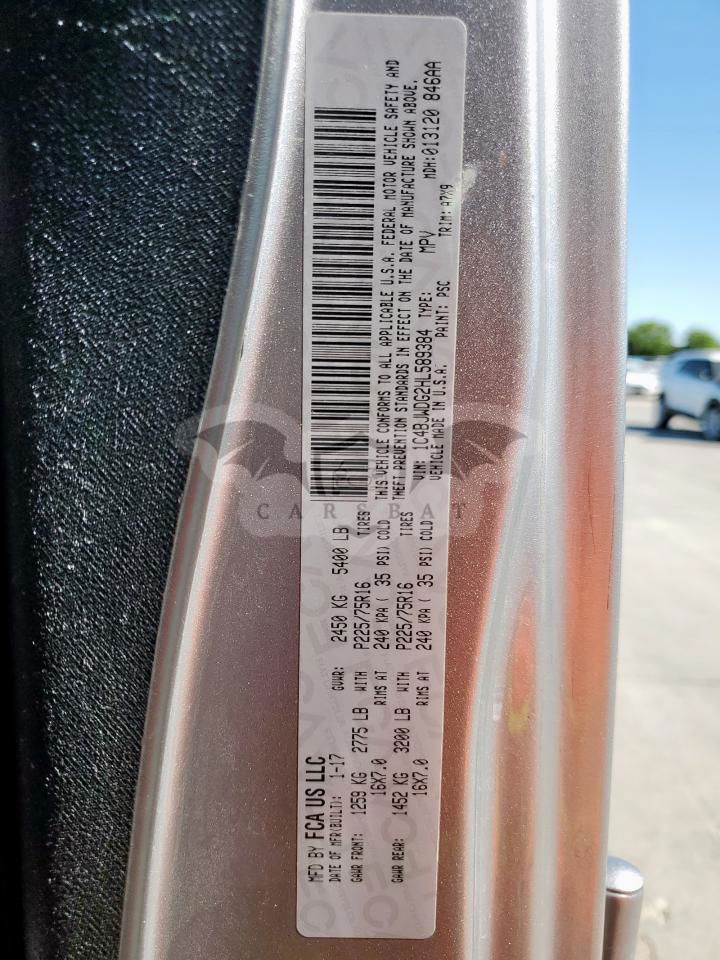 MFD BY FCA US LLC
DATE OF MFR(BUILT): 1-17 GVWR: 2450 KG 5400 LB
GAWR FRONT: 1259 KG 2775 LB WITH P225/75R16 TIRES
16X7.0 RIMS AT 240 KPA ( 35 PSI) COLD
GAWR REAR: 1452 KG 3200 LB WITH P225/75R16 TIRES
16X7.0 RIMS AT 240 KPA ( 35 PSI) COLD
THIS VEHICLE CONFORMS TO ALL APPLICABLE U.S.A. FEDERAL MOTOR VEHICLE SAFETY AND
THEFT PREVENTION STANDARDS IN EFFECT ON THE DATE OF MANUFACTURE SHOWN ABOVE.
VIN: 1C4BJWDG2HL589384 TYPE: MPV MDH:013120 846AA
VEHICLE MADE IN U.S.A. PAINT: PSC TRIM: A7X9
CARSBAT